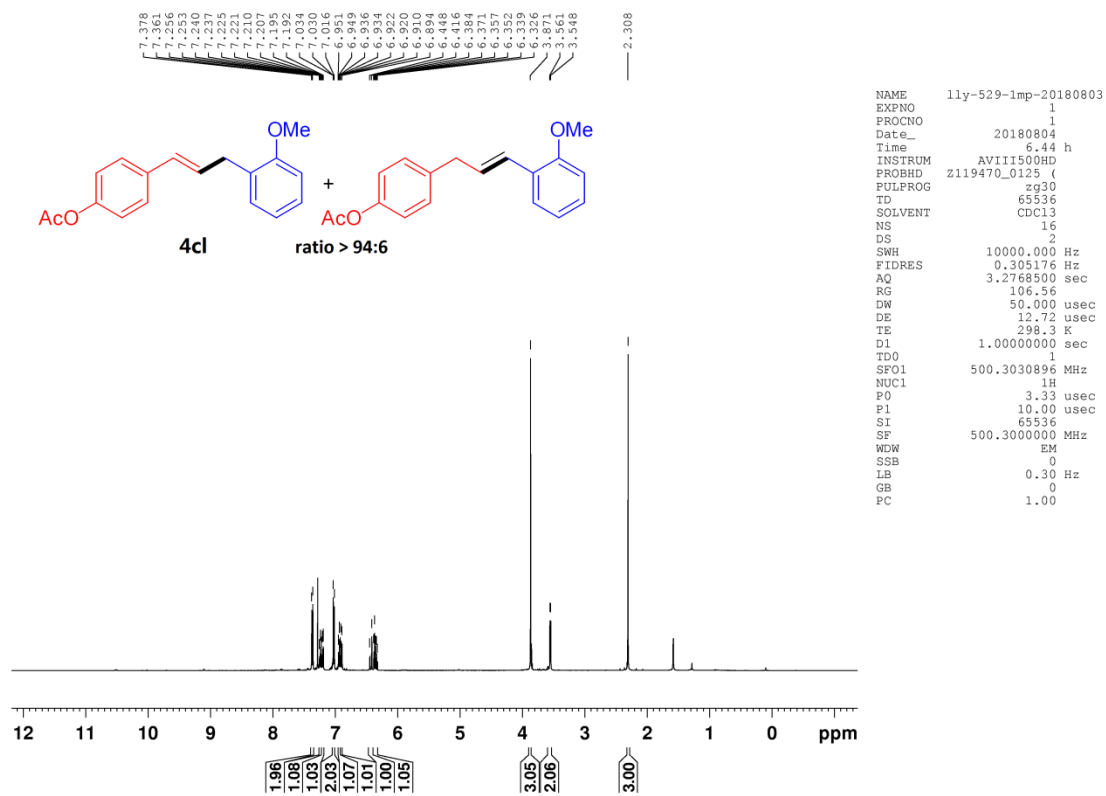 7.378
7.361
7.256
7.253
7.240
7.237
7.225
7.221
7.210
7.207
7.195
7.192
7.034
7.030
7.016
6.951
6.949
6.936
6.934
6.922
6.920
6.910
6.894
6.448
6.416
6.384
6.371
6.357
6.352
6.339
6.326
3.871
3.561
3.548
2.308
OMe
OMe
+
AcO
AcO
4cl
ratio > 94:6
NAME lly-529-1mp-20180803
EXPNO 1
PROCNO 1
Date_ 20180804
Time 6.44 h
INSTRUM AVIII500HD
PROBHD Z119470_0125 (
PULPROG zg30
TD 65536
SOLVENT CDCl3
NS 16
DS 2
SWH 10000.000 Hz
FIDRES 0.305176 Hz
AQ 3.2768500 sec
RG 106.56
DW 50.000 usec
DE 12.72 usec
TE 298.3 K
D1 1.00000000 sec
TD0 1
SFO1 500.3030896 MHz
NUC1 1H
P0 3.33 usec
P1 10.00 usec
SI 65536
SF 500.3000000 MHz
WDW EM
SSB 0
LB 0.30 Hz
GB 0
PC 1.00
12 11 10 9 8 7 6 5 4 3 2 1 0 ppm
1.96
1.08
1.03
2.03
1.07
1.01
1.00
1.05
3.05
2.06
3.00